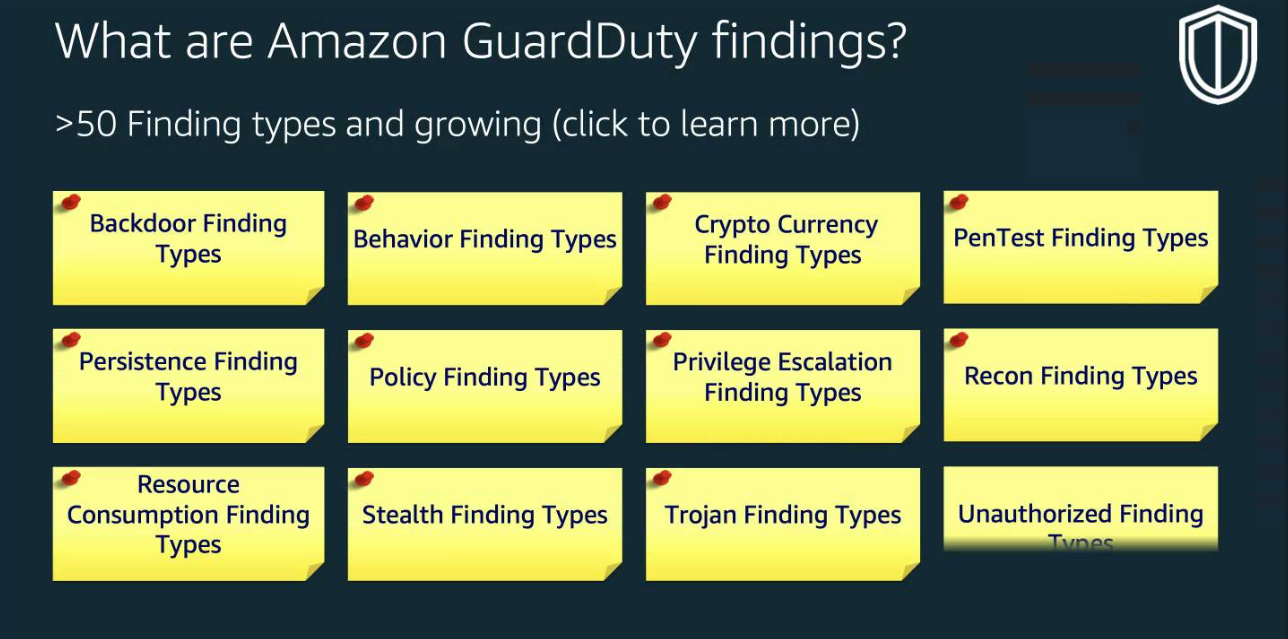 What are Amazon GuardDuty findings?
>50 Finding types and growing (click to learn more)
Backdoor Finding
Types
Behavior Finding Types
Crypto Currency
Finding Types
PenTest Finding Types
Persistence Finding
Types
Policy Finding Types
Privilege Escalation
Finding Types
Recon Finding Types
Resource
Consumption Finding
Types
Stealth Finding Types
Trojan Finding Types
Unauthorized Finding
Types